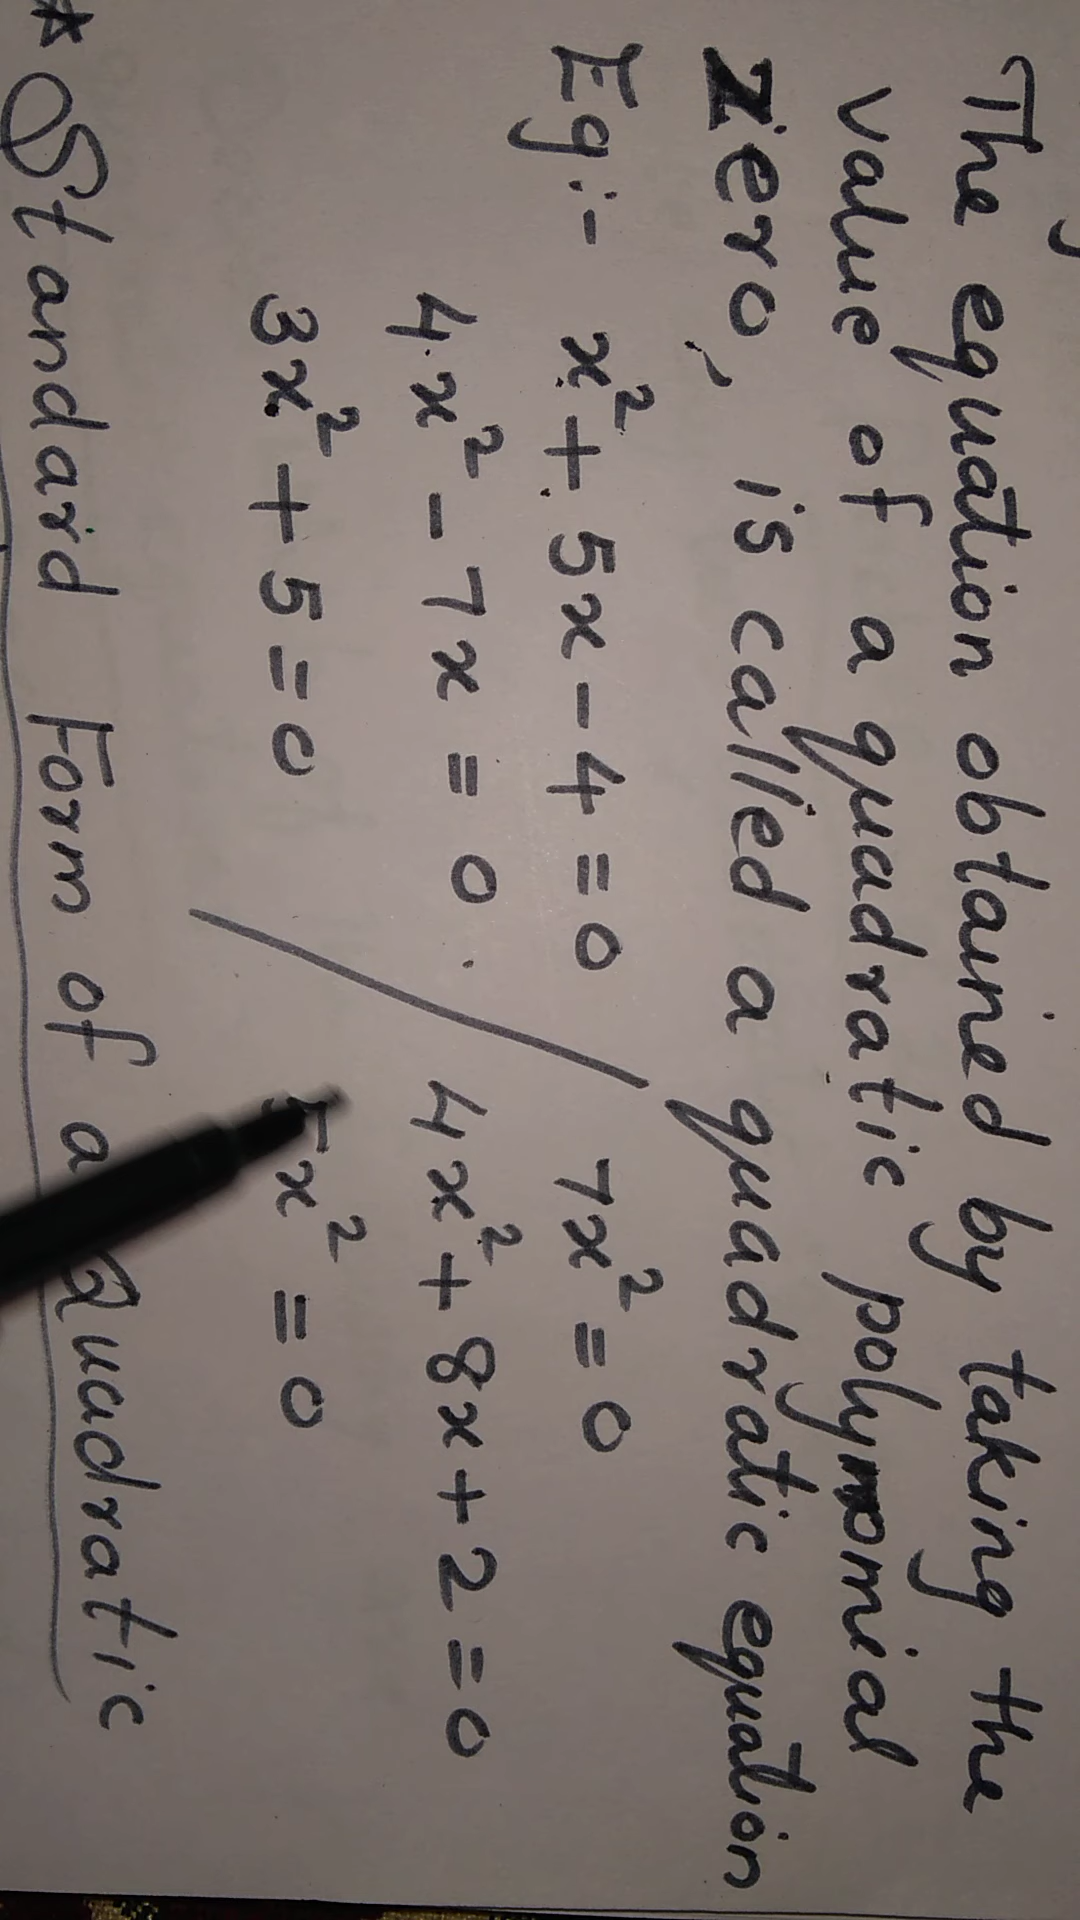 The equation obtained by taking the
value of a quadratic polynomial
Zero, is called a quadratic equation
Eg:- x²+5x-4=0 7x²=0
4x²-7x=0 4x²+8x+2=0
3x²+5=0 5x²=0
* Standard Form of a Quadratic